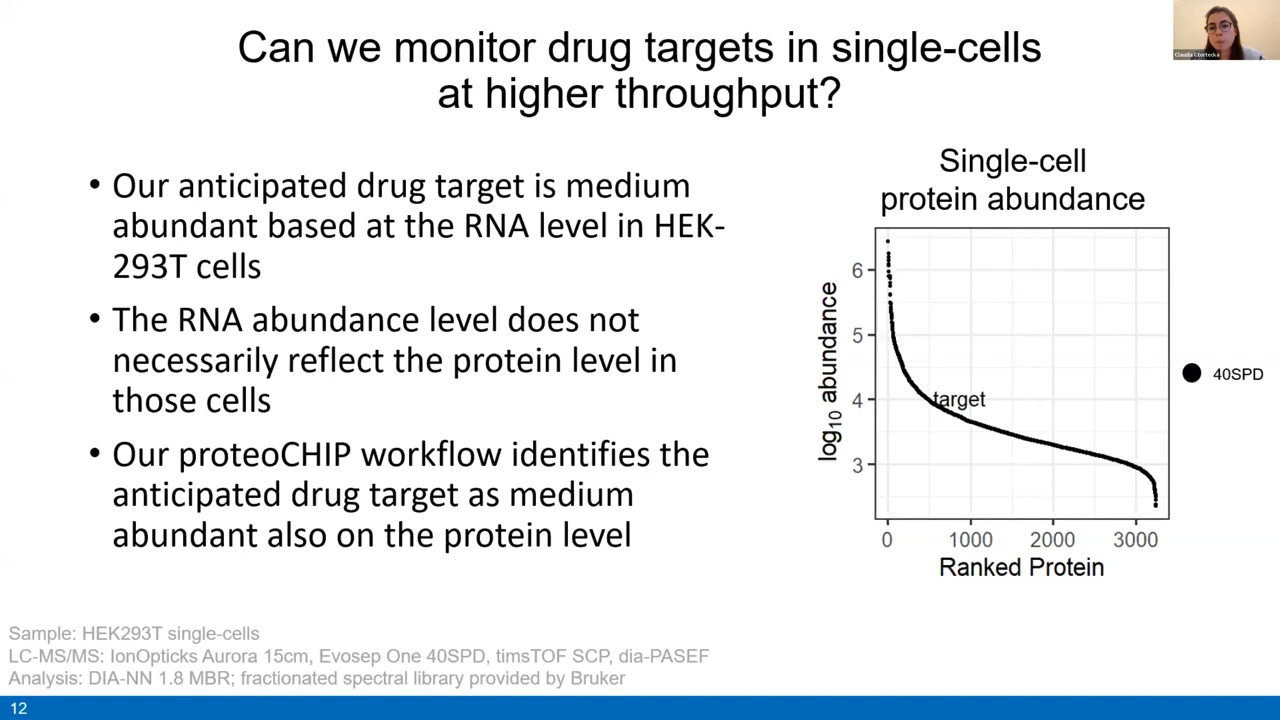 Can we monitor drug targets in single-cells
at higher throughput?
Claudia Ctortecka
• Our anticipated drug target is medium
abundant based at the RNA level in HEK-
293T cells
• The RNA abundance level does not
necessarily reflect the protein level in
those cells
• Our proteoCHIP workflow identifies the
anticipated drug target as medium
abundant also on the protein level
Single-cell
protein abundance
log10 abundance
6
5
4
3
target
40SPD
0 1000 2000 3000
Ranked Protein
Sample: HEK293T single-cells
LC-MS/MS: IonOpticks Aurora 15cm, Evosep One 40SPD, timsTOF SCP, dia-PASEF
Analysis: DIA-NN 1.8 MBR; fractionated spectral library provided by Bruker
12